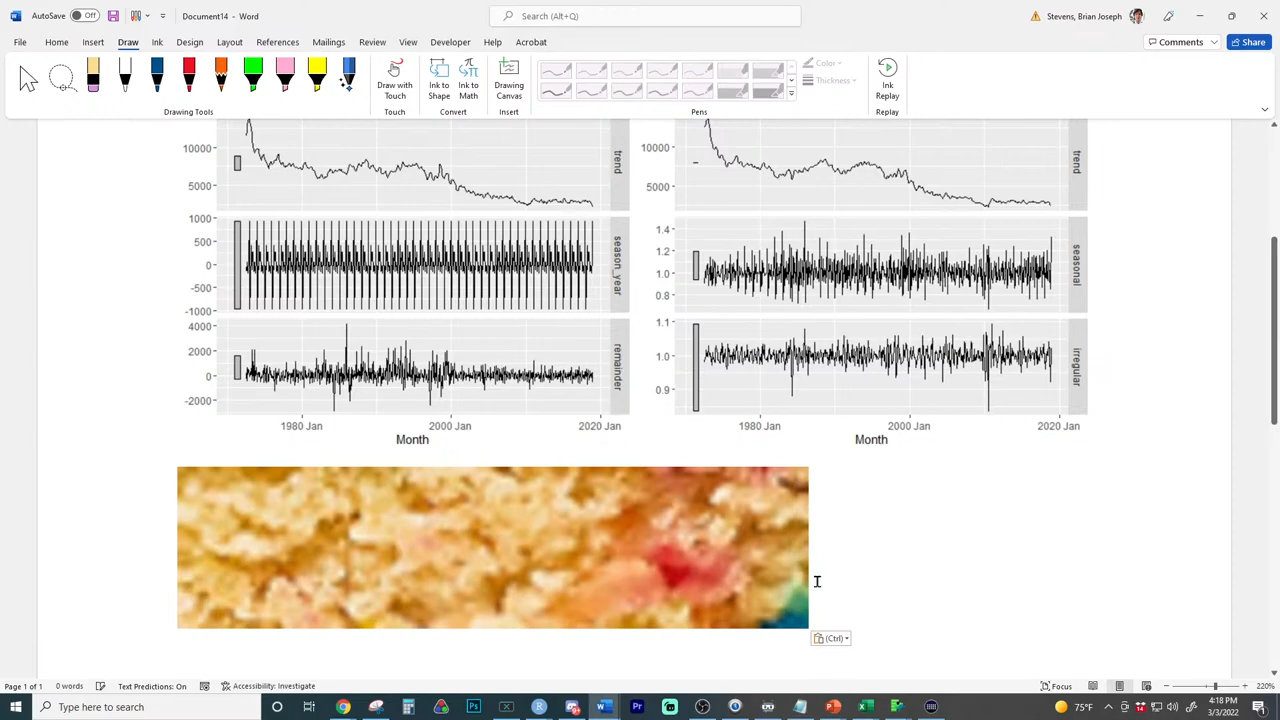 AutoSave Off Document14 - Word Search (Alt+Q) Stevens, Brian Joseph
File Home Insert Draw Ink Design Layout References Mailings Review View Developer Help Acrobat Comments Share
Draw with Touch
Ink to Shape
Ink to Math
Drawing Canvas
Color
Thickness
Ink Replay
Drawing Tools Touch Convert Insert Pens Replay
10000
5000
trend
1000
500
0
-500
-1000
season_year
4000
2000
0
-2000
remainder
1980 Jan 2000 Jan 2020 Jan
Month
10000
5000
trend
1.4
1.2
1.0
0.8
seasonal
1.1
1.0
0.9
irregular
1980 Jan 2000 Jan 2020 Jan
Month
(Ctrl)
Page 1 of 1 0 words Text Predictions: On Accessibility: Investigate Focus 220%
Type here to search 75°F 4:18 PM
3/3/2022